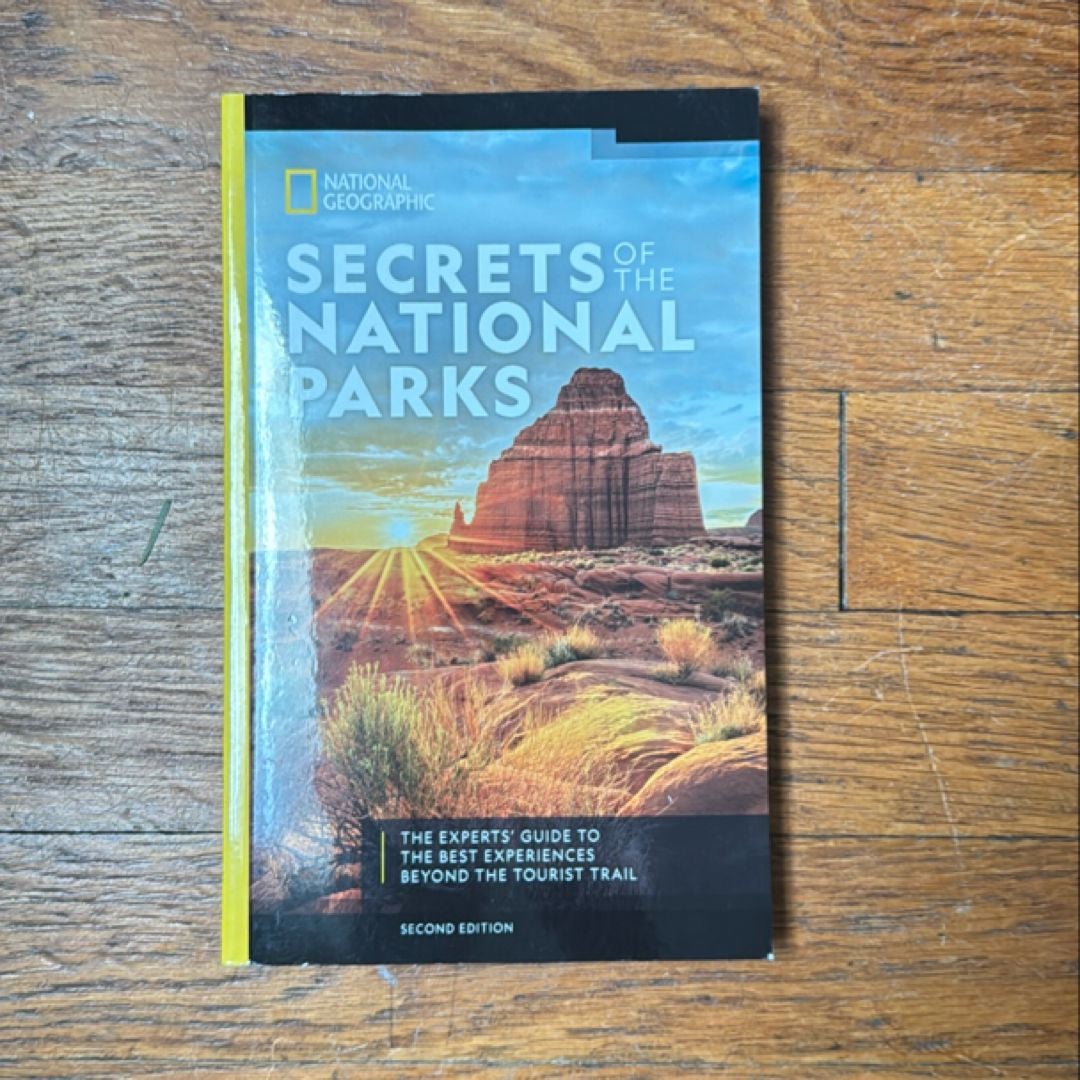 NATIONAL
GEOGRAPHIC
SECRETS OF THE
NATIONAL
PARKS
THE EXPERTS' GUIDE TO
THE BEST EXPERIENCES
BEYOND THE TOURIST TRAIL
SECOND EDITION